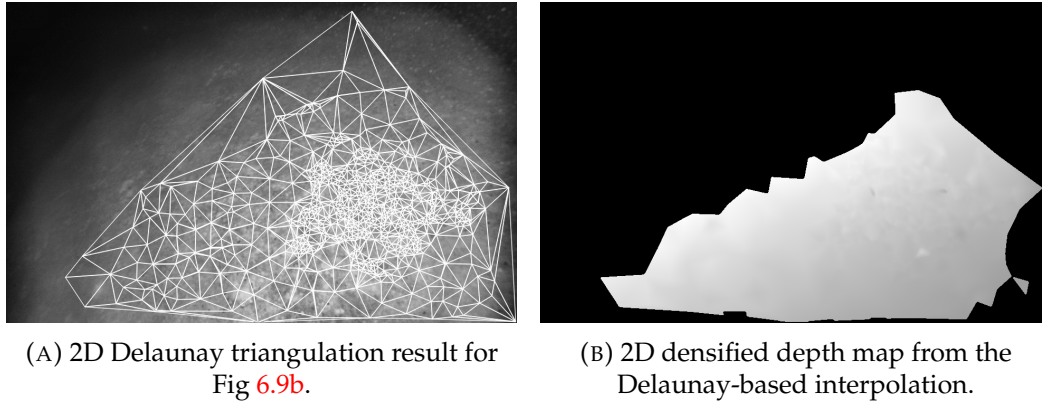 (A) 2D Delaunay triangulation result for
Fig 6.9b.
(B) 2D densified depth map from the
Delaunay-based interpolation.